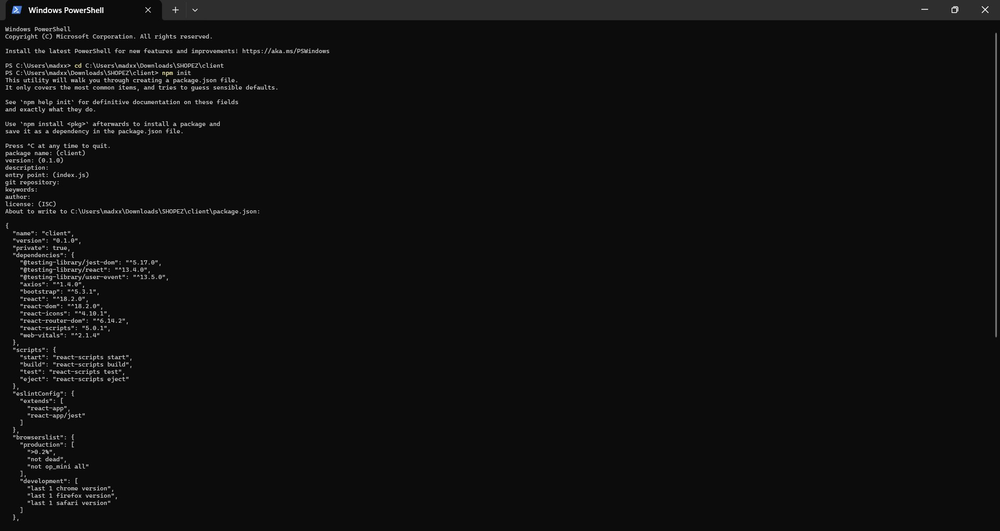 Windows PowerShell
Windows PowerShell
Copyright (C) Microsoft Corporation. All rights reserved.
Install the latest PowerShell for new features and improvements! https://aka.ms/PSWindows
PS C:\Users\madxx> cd C:\Users\madxx\Downloads\SHOPEZ\client
PS C:\Users\madxx\Downloads\SHOPEZ\client> npm init
This utility will walk you through creating a package.json file.
It only covers the most common items, and tries to guess sensible defaults.
See `npm help init` for definitive documentation on these fields
and exactly what they do.
Use `npm install <pkg>` afterwards to install a package and
save it as a dependency in the package.json file.
Press ^C at any time to quit.
package name: (client)
version: (0.1.0)
description:
entry point: (index.js)
git repository:
keywords:
author:
license: (ISC)
About to write to C:\Users\madxx\Downloads\SHOPEZ\client\package.json:
{
  "name": "client",
  "version": "0.1.0",
  "private": true,
  "dependencies": {
    "@testing-library/jest-dom": "^5.17.0",
    "@testing-library/react": "^13.4.0",
    "@testing-library/user-event": "^13.5.0",
    "axios": "^1.4.0",
    "bootstrap": "^5.3.1",
    "react": "^18.2.0",
    "react-dom": "^18.2.0",
    "react-icons": "^4.10.1",
    "react-router-dom": "^6.14.2",
    "react-scripts": "5.0.1",
    "web-vitals": "^2.1.4"
  },
  "scripts": {
    "start": "react-scripts start",
    "build": "react-scripts build",
    "test": "react-scripts test",
    "eject": "react-scripts eject"
  },
  "eslintConfig": {
    "extends": [
      "react-app",
      "react-app/jest"
    ]
  },
  "browserslist": {
    "production": [
      ">0.2%",
      "not dead",
      "not op_mini all"
    ],
    "development": [
      "last 1 chrome version",
      "last 1 firefox version",
      "last 1 safari version"
    ]
  },